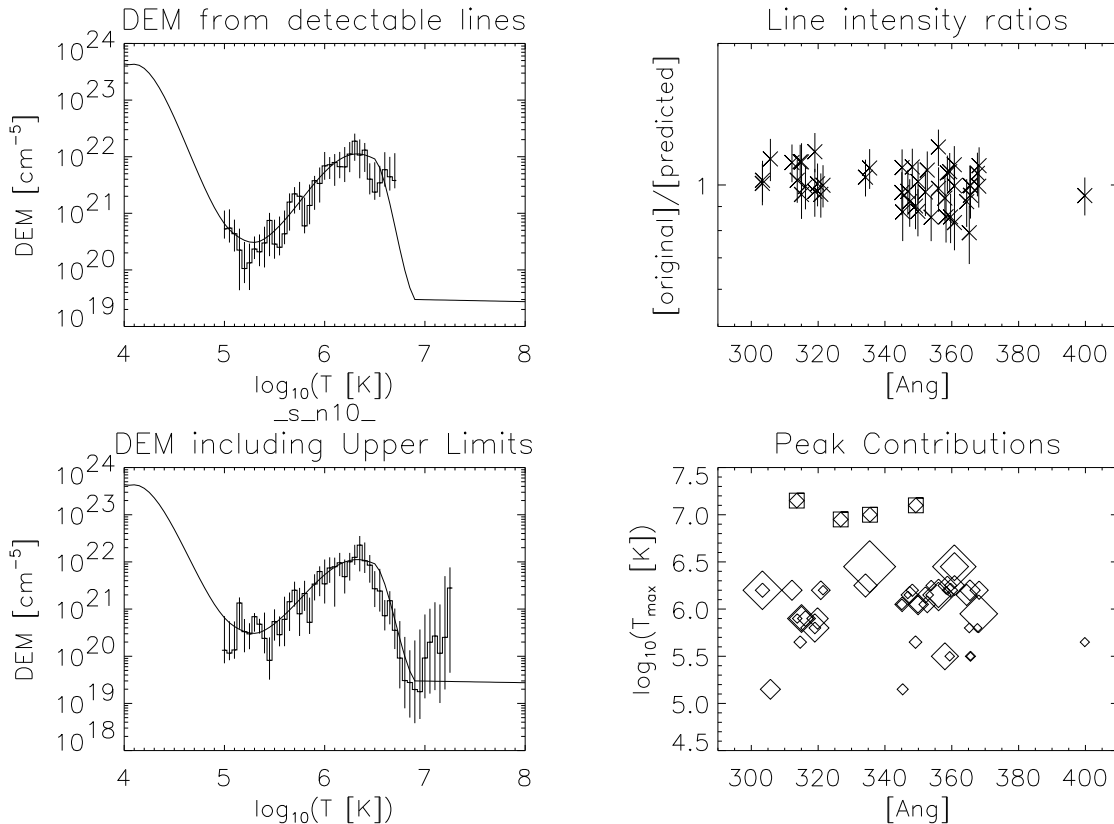 DEM from detectable lines
10^24
10^23
10^22
10^21
10^20
10^19
DEM [cm^-5]
4 5 6 7 8
log_10(T [K])
Line intensity ratios
[original]/[predicted]
1
300 320 340 360 380 400
[Ang]
_s_n10_
DEM including Upper Limits
10^24
10^23
10^22
10^21
10^20
10^19
10^18
DEM [cm^-5]
4 5 6 7 8
log_10(T [K])
Peak Contributions
7.5
7.0
6.5
6.0
5.5
5.0
4.5
log_10(T_max [K])
300 320 340 360 380 400
[Ang]